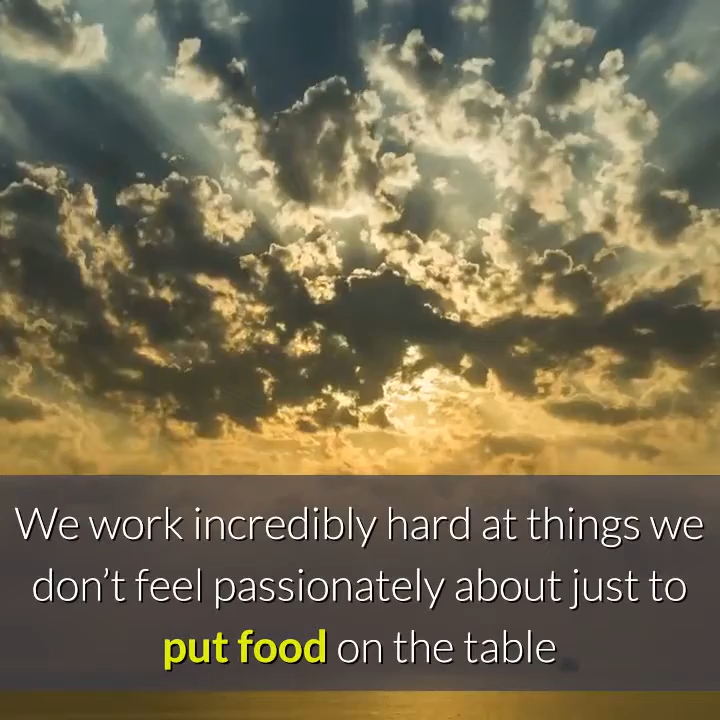 We work incredibly hard at things we
don’t feel passionately about just to
put food on the table